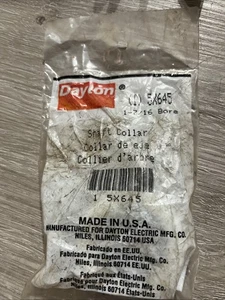 Dayton
(1) 5X645
1-7/16 Bore
Shaft Collar
Collar de eje
Collier d'arbre
1 5X645
MADE IN U.S.A.
MANUFACTURED FOR DAYTON ELECTRIC MFG. CO.
NILES, ILLINOIS 60714 USA
Fabricado en EE.UU.
Fabricado para Dayton Electric Mfg. Co.
Niles, Illinois 60714 EE.UU.
Fabriqué aux États-Unis
Fabriqué pour Dayton Electric Mfg. Co.
Niles, Illinois 60714 États-Unis